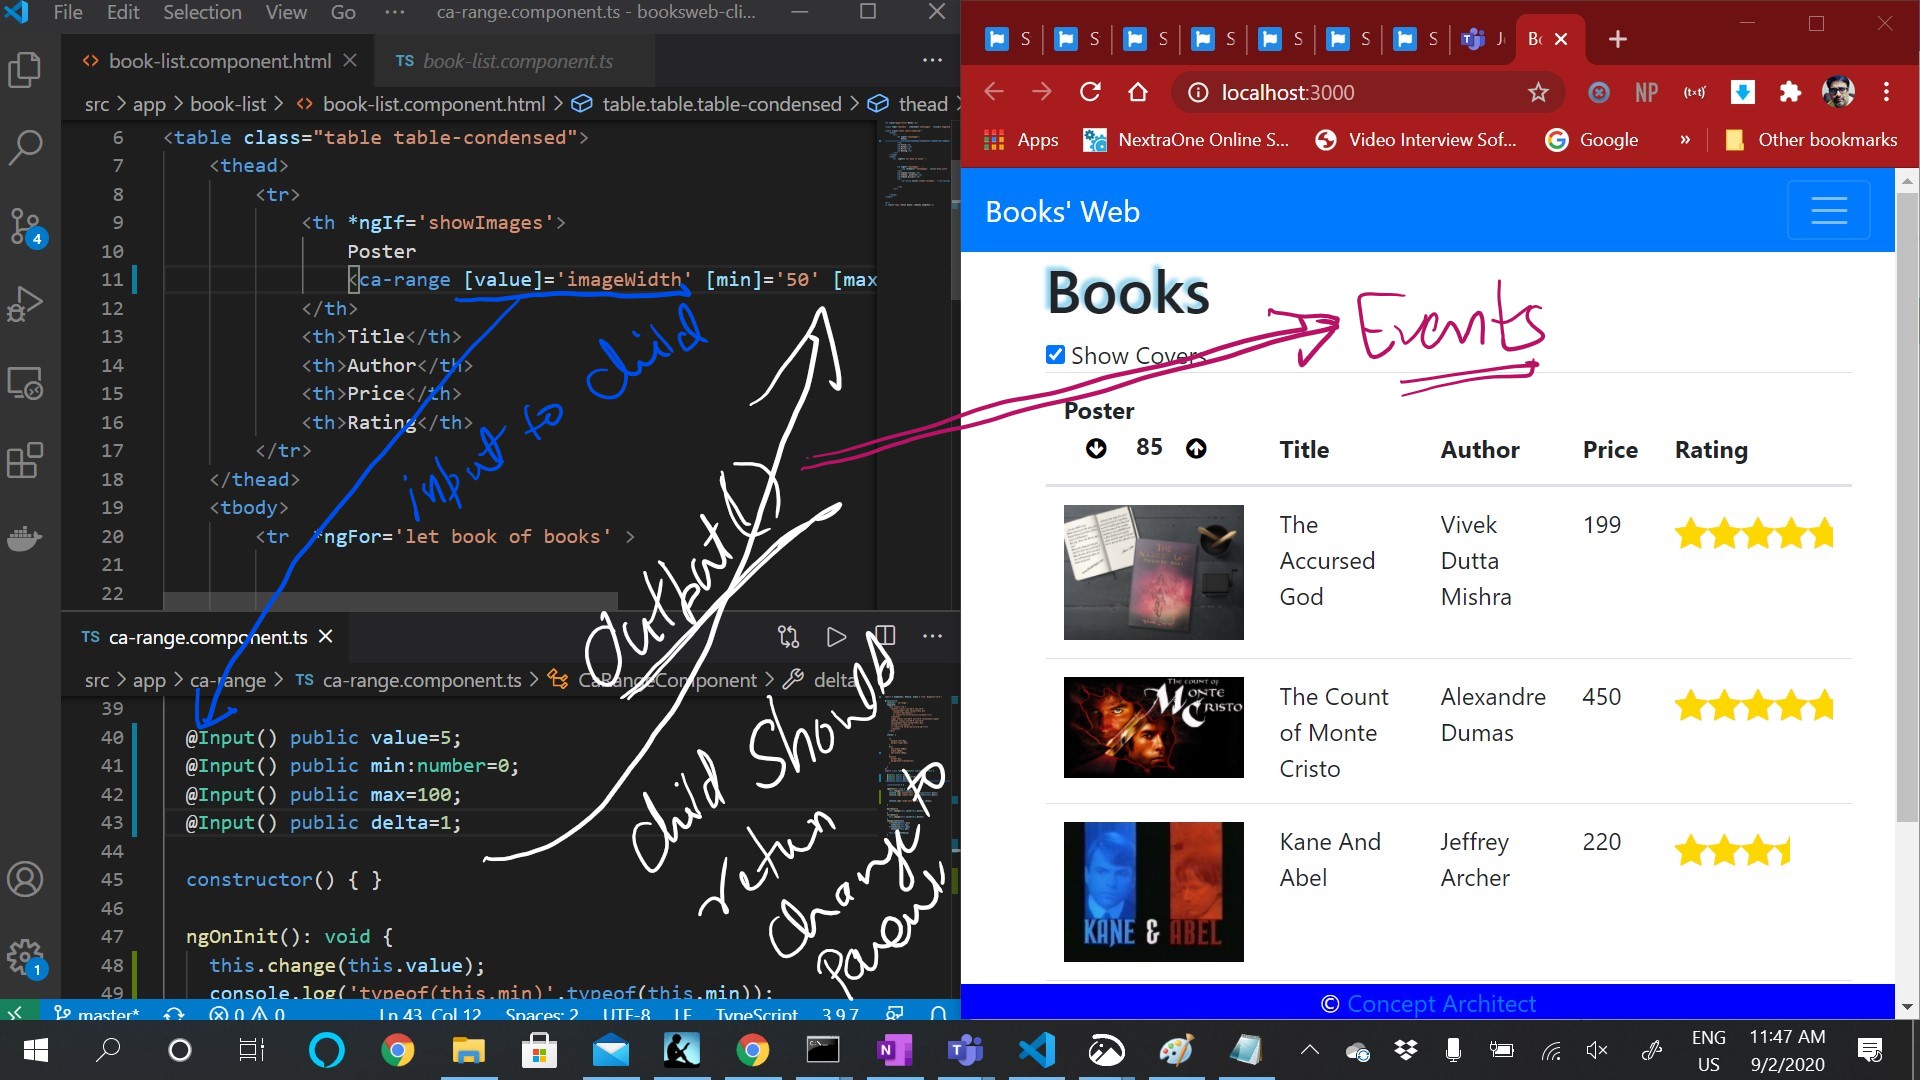 File Edit Selection View Go ··· ca-range.component.ts - booksweb-cli...
book-list.component.html
TS book-list.component.ts
src > app > book-list > book-list.component.html > table.table.table-condensed > thead >
6 <table class="table table-condensed">
7 <thead>
8 <tr>
9 <th *ngIf='showImages'>
10 Poster
11 <ca-range [value]='imageWidth' [min]='50' [max
12 </th>
13 <th>Title</th>
14 <th>Author</th>
15 <th>Price</th>
16 <th>Rating</th>
17 </tr>
18 </thead>
19 <tbody>
20 <tr *ngFor='let book of books' >
21
22
input to child
Output()
Child Should
return
Change to
Parent
TS ca-range.component.ts
src > app > ca-range > TS ca-range.component.ts > CaRangeComponent > delta
39
40 @Input() public value=5;
41 @Input() public min:number=0;
42 @Input() public max=100;
43 @Input() public delta=1;
44
45 constructor() { }
46
47 ngOnInit(): void {
48 this.change(this.value);
49 console.log('typeof(this.min)',typeof(this.min));
4
1
master* 0 0 Ln 43, Col 12 Spaces: 2 UTF-8 LF TypeScript 3.9.7
S S S S S S S J Bo
localhost:3000
NP (txt)
Apps NextraOne Online S... Video Interview Sof... Google » Other bookmarks
Books' Web
Books
Events
Show Covers
Poster
85 Title Author Price Rating
The Accursed God
Vivek Dutta Mishra
199
THE COUNT OF
MONTE
CRISTO
The Count of Monte Cristo
Alexandre Dumas
450
KANE & ABEL
Kane And Abel
Jeffrey Archer
220
© Concept Architect
ENG
US
11:47 AM
9/2/2020